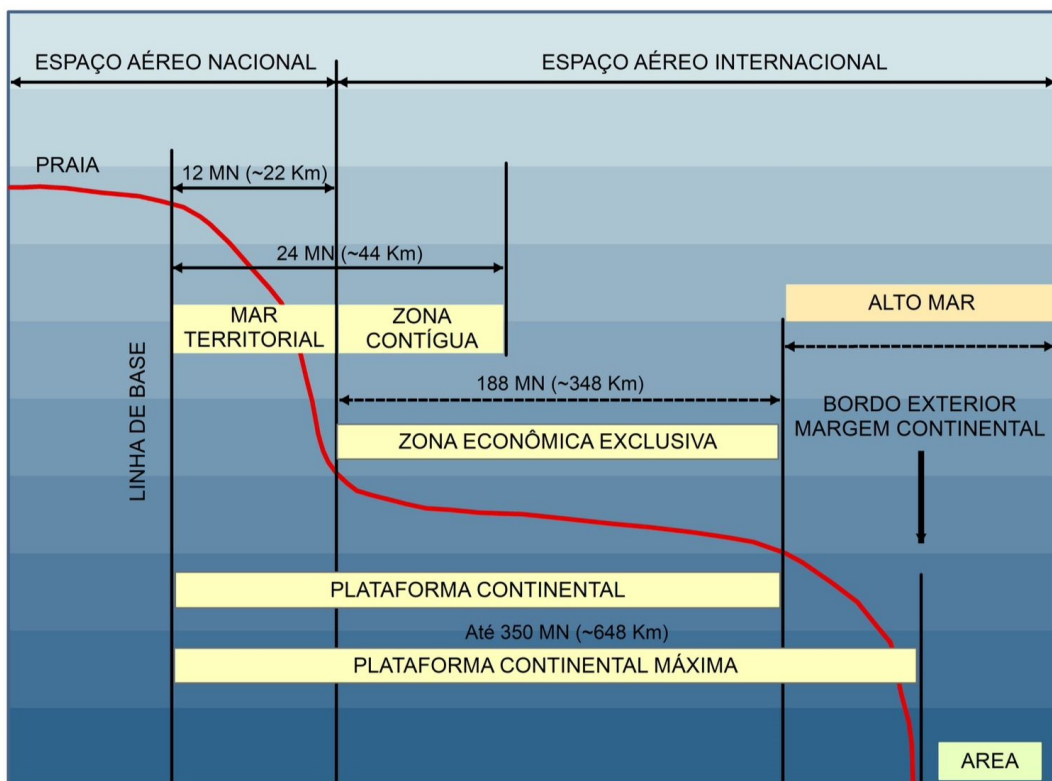 ESPAÇO AÉREO NACIONAL
ESPAÇO AÉREO INTERNACIONAL
PRAIA
12 MN (~22 Km)
24 MN (~44 Km)
MAR
TERRITORIAL
ZONA
CONTÍGUA
ALTO MAR
LINHA DE BASE
188 MN (~348 Km)
BORDO EXTERIOR
MARGEM CONTINENTAL
ZONA ECONÔMICA EXCLUSIVA
PLATAFORMA CONTINENTAL
Até 350 MN (~648 Km)
PLATAFORMA CONTINENTAL MÁXIMA
AREA